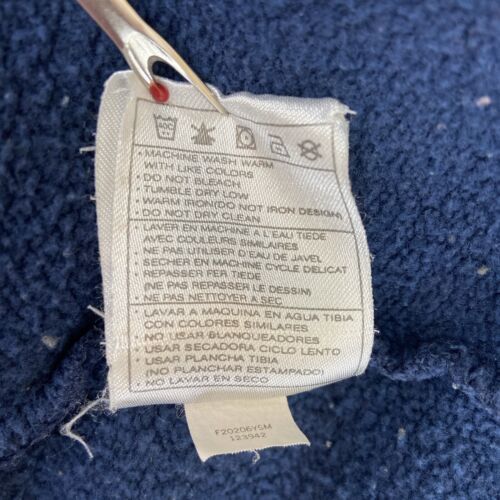 • MACHINE WASH WARM
WITH LIKE COLORS
• DO NOT BLEACH
• TUMBLE DRY LOW
• WARM IRON(DO NOT IRON DESIGN)
• DO NOT DRY CLEAN
• LAVER EN MACHINE A L'EAU TIEDE
AVEC COULEURS SIMILAIRES
• NE PAS UTILISER D'EAU DE JAVEL
• SECHER EN MACHINE CYCLE DELICAT
• REPASSER FER TIEDE
(NE PAS REPASSER LE DESSIN)
• NE PAS NETTOYER A SEC
• LAVAR A MAQUINA EN AGUA TIBIA
CON COLORES SIMILARES
• NO USAR BLANQUEADORES
• USAR SECADORA CICLO LENTO
• USAR PLANCHA TIBIA
(NO PLANCHAR ESTAMPADO)
• NO LAVAR EN SECO
F20206YSM
123942